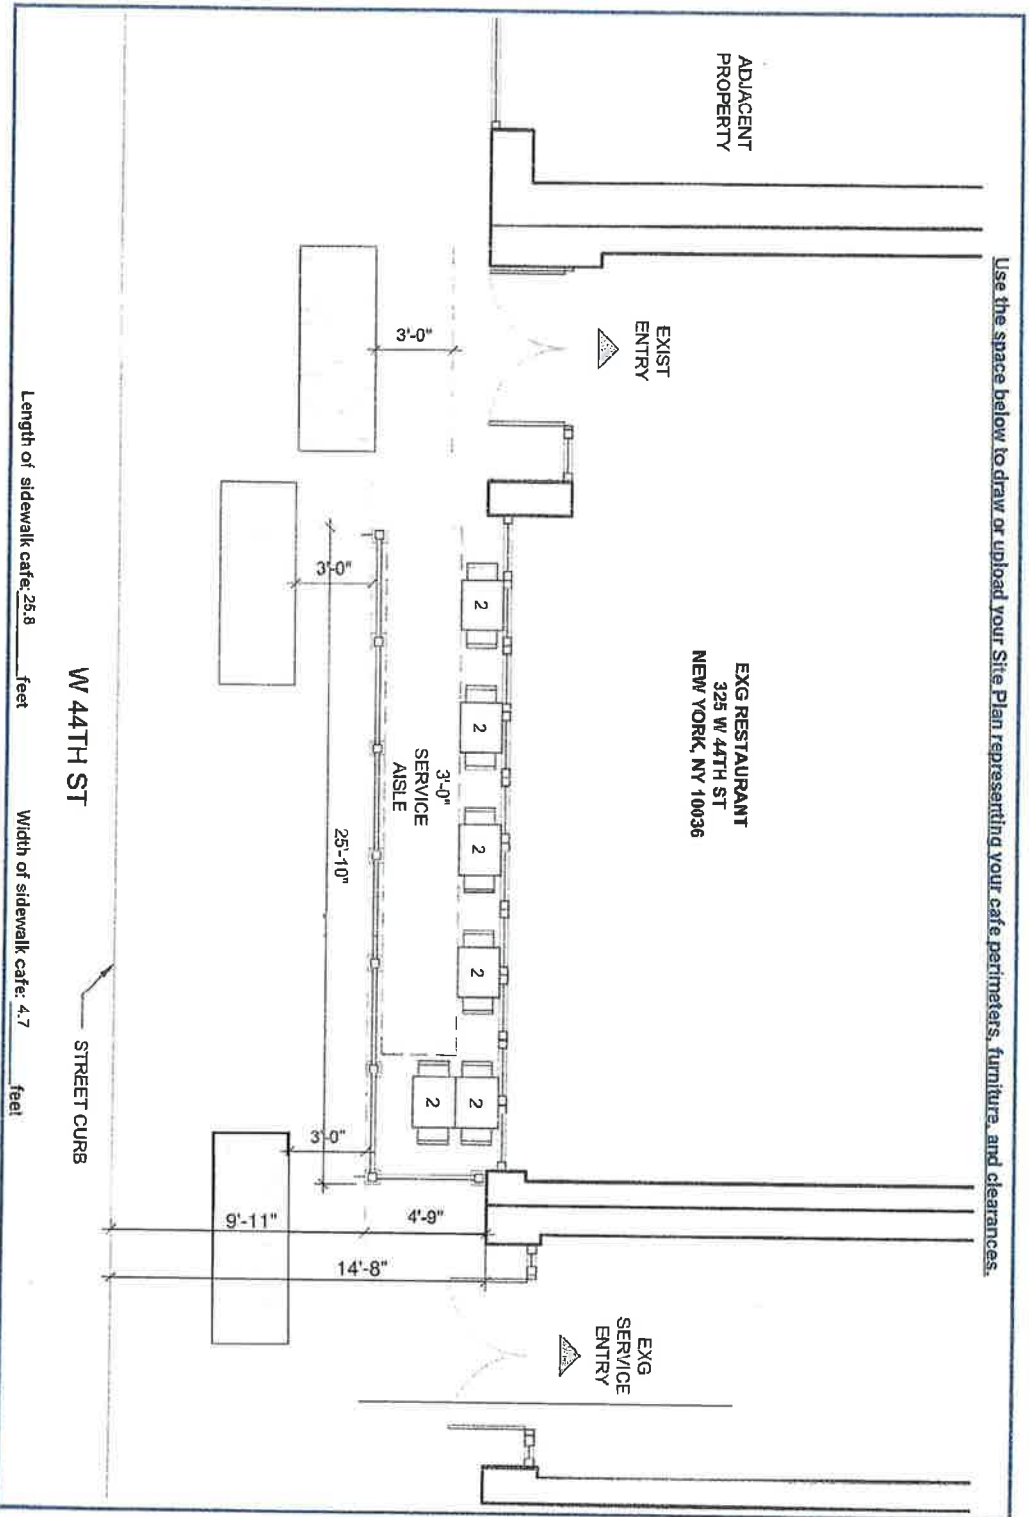 Use the space below to draw or upload your Site Plan representing your cafe perimeters, furniture, and clearances.
ADJACENT
PROPERTY
EXIST
ENTRY
EXG RESTAURANT
325 W 44TH ST
NEW YORK, NY 10036
EXG
SERVICE
ENTRY
3'-0"
3'-0"
2
2
2
2
2
2
3'-0"
SERVICE
AISLE
25'-10"
3'-0"
4'-9"
9'-11"
14'-8"
W 44TH ST
STREET CURB
Length of sidewalk cafe: 25.8 feet
Width of sidewalk cafe: 4.7 feet